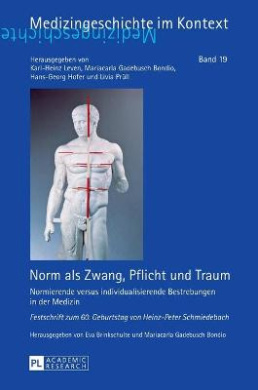 Medizingeschichte im Kontext
Medizingeschichte
Herausgegeben von
Karl-Heinz Leven, Mariacarla Gadebusch Bondio,
Hans-Georg Hofer und Livia Prüll
Band 19
Norm als Zwang, Pflicht und Traum
Normierende versus individualisierende Bestrebungen
in der Medizin
Festschrift zum 60. Geburtstag von Heinz-Peter Schmiedebach
Herausgegeben von Eva Brinkschulte und Mariacarla Gadebusch Bondio
PL ACADEMIC
RESEARCH